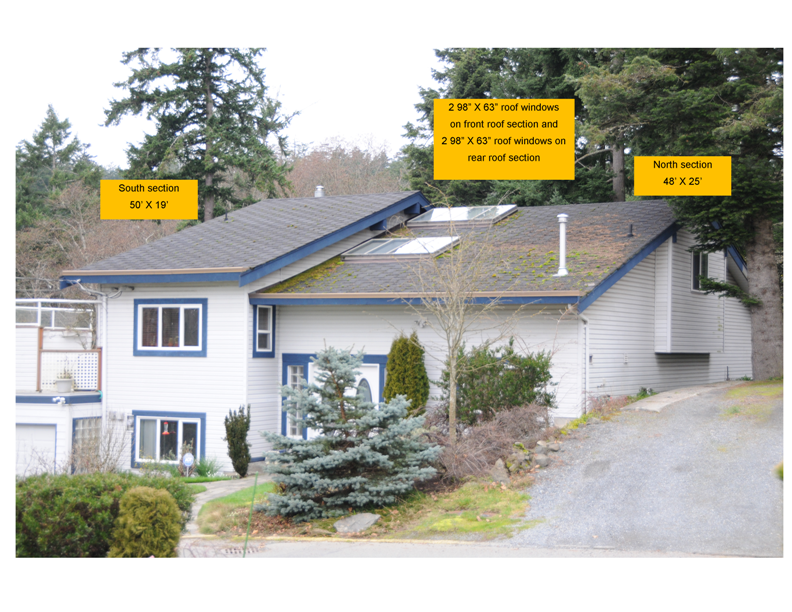 2 98” X 63” roof windows
on front roof section and
2 98” X 63” roof windows on
rear roof section
North section
48’ X 25’
South section
50’ X 19’